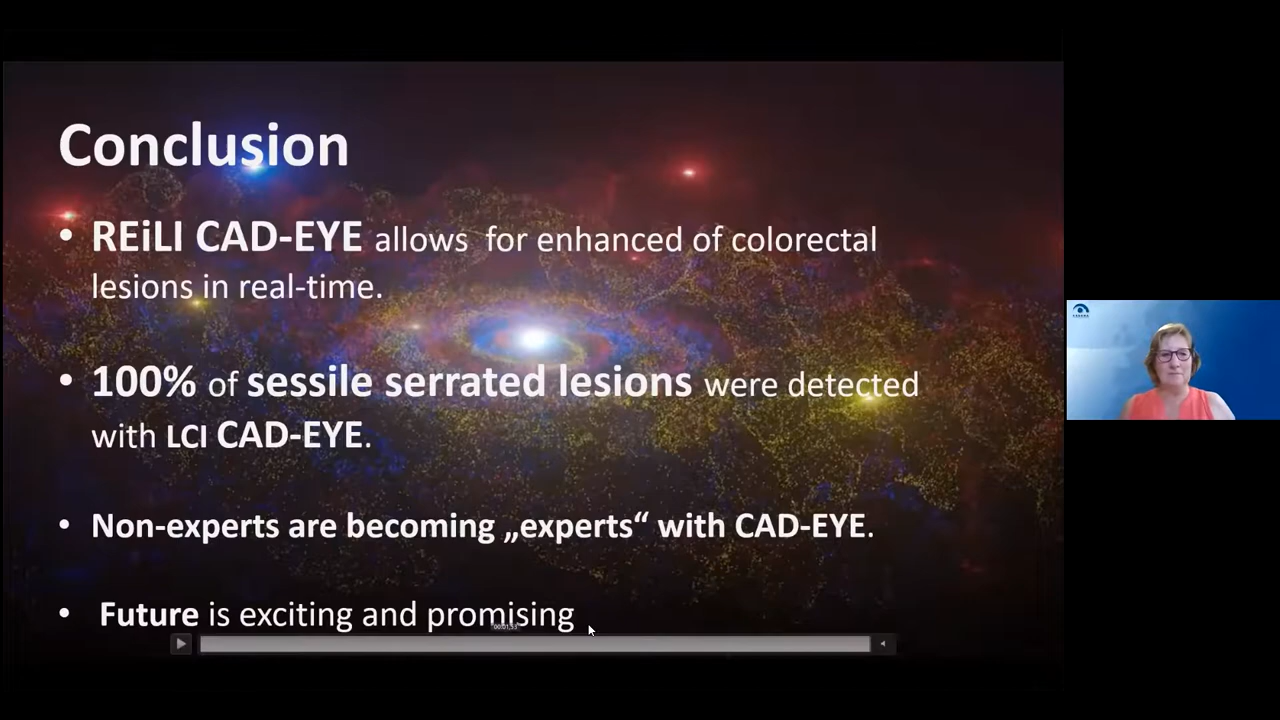 Conclusion
• REiLI CAD-EYE allows for enhanced of colorectal
lesions in real-time.
• 100% of sessile serrated lesions were detected
with LCI CAD-EYE.
• Non-experts are becoming „experts“ with CAD-EYE.
• Future is exciting and promising